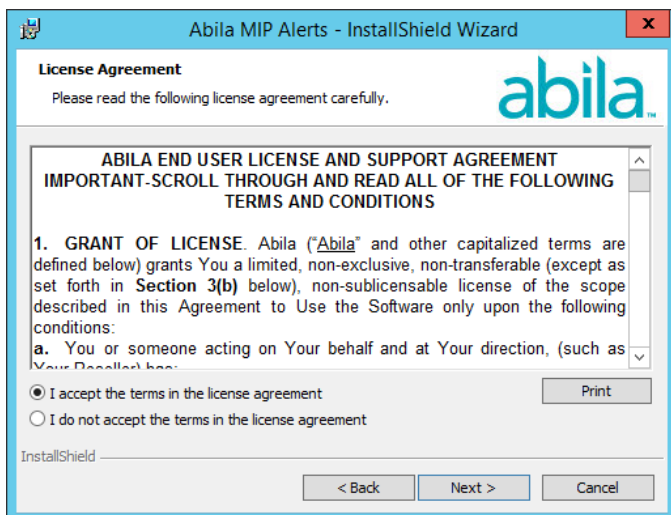 Abila MIP Alerts - InstallShield Wizard
x
License Agreement
Please read the following license agreement carefully.
abila
ABILA END USER LICENSE AND SUPPORT AGREEMENT
IMPORTANT-SCROLL THROUGH AND READ ALL OF THE FOLLOWING
TERMS AND CONDITIONS
1. GRANT OF LICENSE. Abila (“Abila” and other capitalized terms are
defined below) grants You a limited, non-exclusive, non-transferable (except as
set forth in Section 3(b) below), non-sublicensable license of the scope
described in this Agreement to Use the Software only upon the following
conditions:
a. You or someone acting on Your behalf and at Your direction, (such as
Your Reseller) has:
I accept the terms in the license agreement
Print
I do not accept the terms in the license agreement
InstallShield
< Back
Next >
Cancel